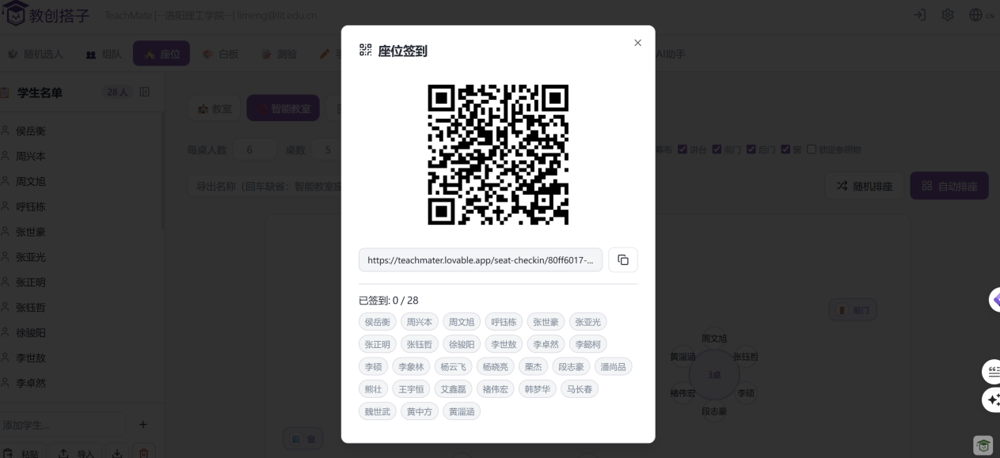 教创搭子
TeachMate | --洛阳理工学院--| limeng@lit.edu.cn
CN
随机选人
组队
座位
白板
测验
AI助手
学生名单
28 人
侯岳衡
周兴本
周文旭
呼钰栋
张世豪
张亚光
张正明
张钰哲
徐骏阳
李世敖
李卓然
添加学生...
粘贴
导入
教室
智能教室
每桌人数
6
桌数
5
讲台
前门
后门
窗
锁定参照物
导出名称（回车缺省：智能教室座
随机排座
自动排座
前门
周文旭
黄淄涵
张钰哲
3桌
褚伟宏
李硕
段志豪
窗
座位签到
https://teachmater.lovable.app/seat-checkin/80ff6017-...
已签到: 0 / 28
侯岳衡 周兴本 周文旭 呼钰栋 张世豪 张亚光
张正明 张钰哲 徐骏阳 李世敖 李卓然 李懿柯
李硕 李象林 杨云飞 杨晓亮 栗杰 段志豪 潘尚品
熊壮 王宇恒 艾鑫磊 褚伟宏 韩梦华 马长春
魏世武 黄中方 黄淄涵